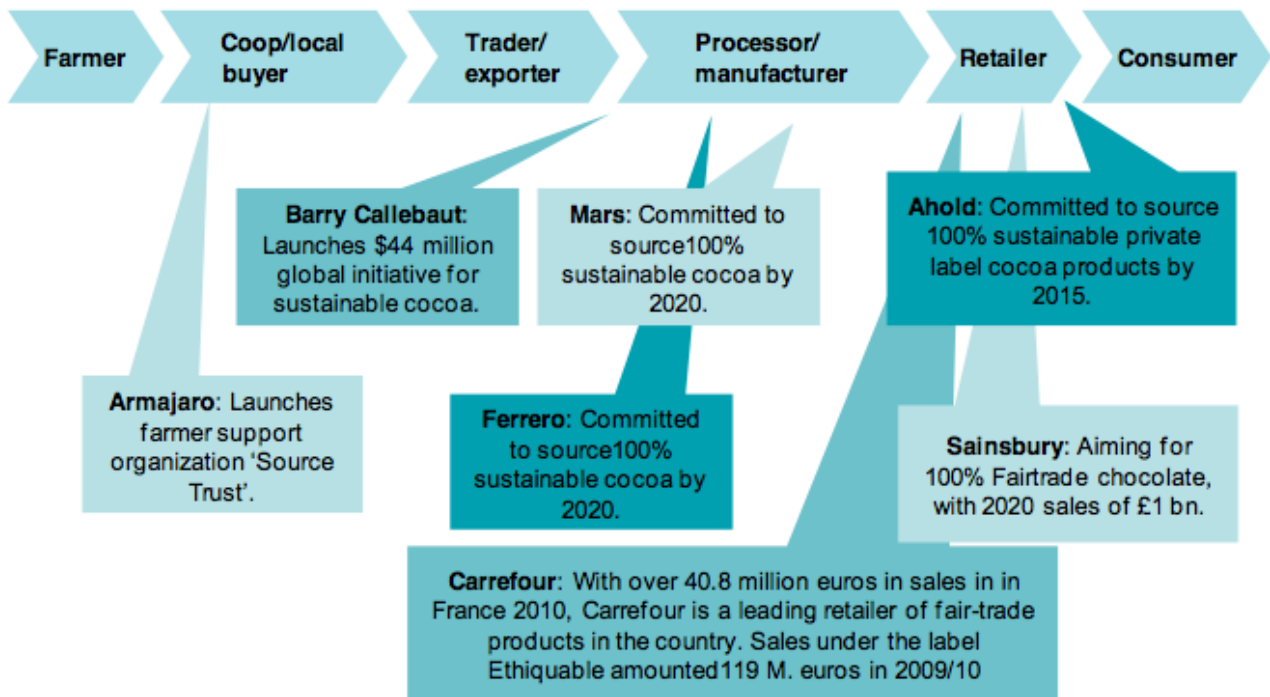 Farmer
Coop/local
buyer
Trader/
exporter
Processor/
manufacturer
Retailer
Consumer
Barry Callebaut:
Launches $44 million
global initiative for
sustainable cocoa.
Mars: Committed to
source100%
sustainable cocoa by
2020.
Ahold: Committed to source
100% sustainable private
label cocoa products by
2015.
Armajaro: Launches
farmer support
organization ‘Source
Trust’.
Ferrero: Committed
to source100%
sustainable cocoa by
2020.
Sainsbury: Aiming for
100% Fairtrade chocolate,
with 2020 sales of £1 bn.
Carrefour: With over 40.8 million euros in sales in in
France 2010, Carrefour is a leading retailer of fair-trade
products in the country. Sales under the label
Ethiquable amounted119 M. euros in 2009/10